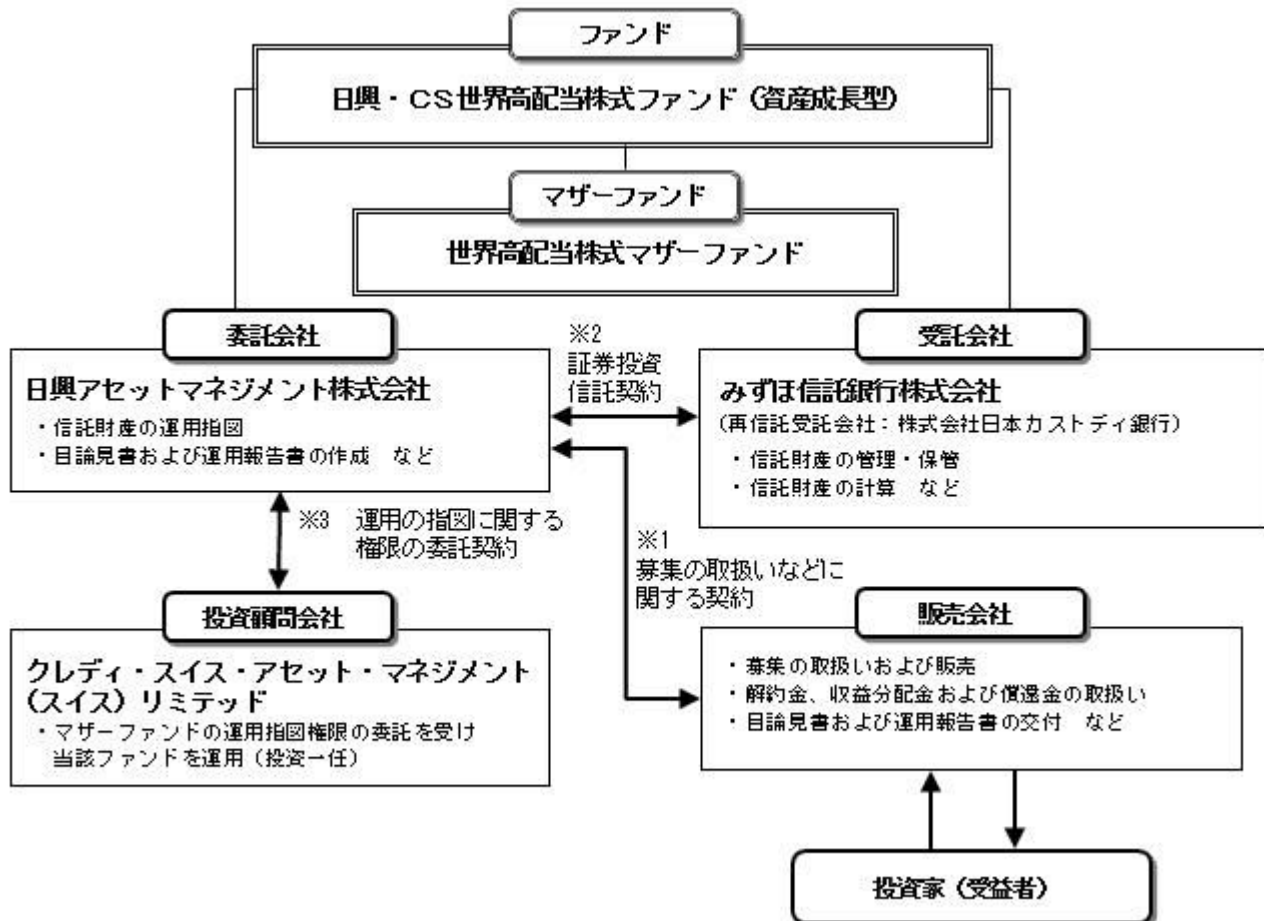 ファンド
日興・CS世界高配当株式ファンド（資産成長型）
マザーファンド
世界高配当株式マザーファンド
委託会社
日興アセットマネジメント株式会社
・信託財産の運用指図
・目論見書および運用報告書の作成　など
※2
証券投資
信託契約
受託会社
みずほ信託銀行株式会社
（再信託受託会社：株式会社日本カストディ銀行）
・信託財産の管理・保管
・信託財産の計算　など
※3　運用の指図に関する
権限の委託契約
※1
募集の取扱いなどに
関する契約
投資顧問会社
クレディ・スイス・アセット・マネジメント
（スイス）リミテッド
・マザーファンドの運用指図権限の委託を受け
当該ファンドを運用（投資一任）
販売会社
・募集の取扱いおよび販売
・解約金、収益分配金および償還金の取扱い
・目論見書および運用報告書の交付　など
投資家（受益者）